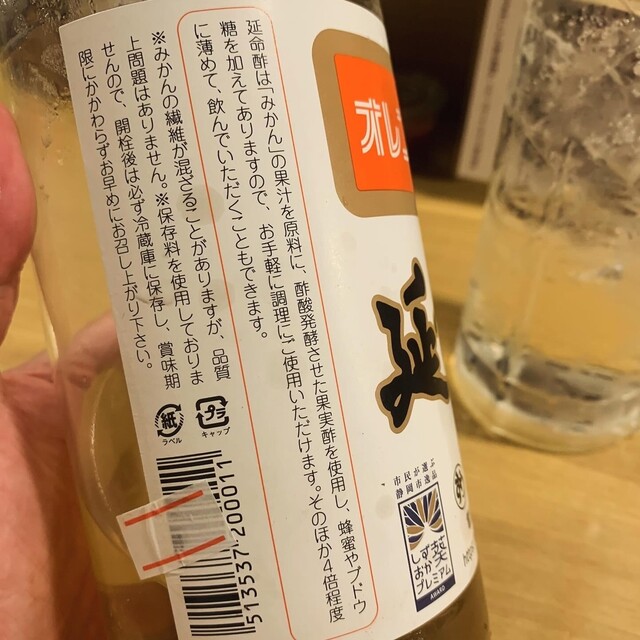 オレ
延
延命酢は「みかん」の果汁を原料に、酢酸発酵させた果実酢を使用し、蜂蜜やブドウ
糖を加えてありますので、お手軽に調理にご使用いただけます。そのほか4倍程度
に薄めて、飲んでいただくこともできます。
※みかんの繊維が混ざることがありますが、品質
上問題はありません。※保存料を使用しておりま
せんので、開栓後は必ず冷蔵庫に保存し、賞味期
限にかかわらずお早めにお召し上がり下さい。
紙
ラベル
プラ
キャップ
513537 200011
市民が選ぶ
静岡市逸品
しずおか
葵
プレミアム
AWARD